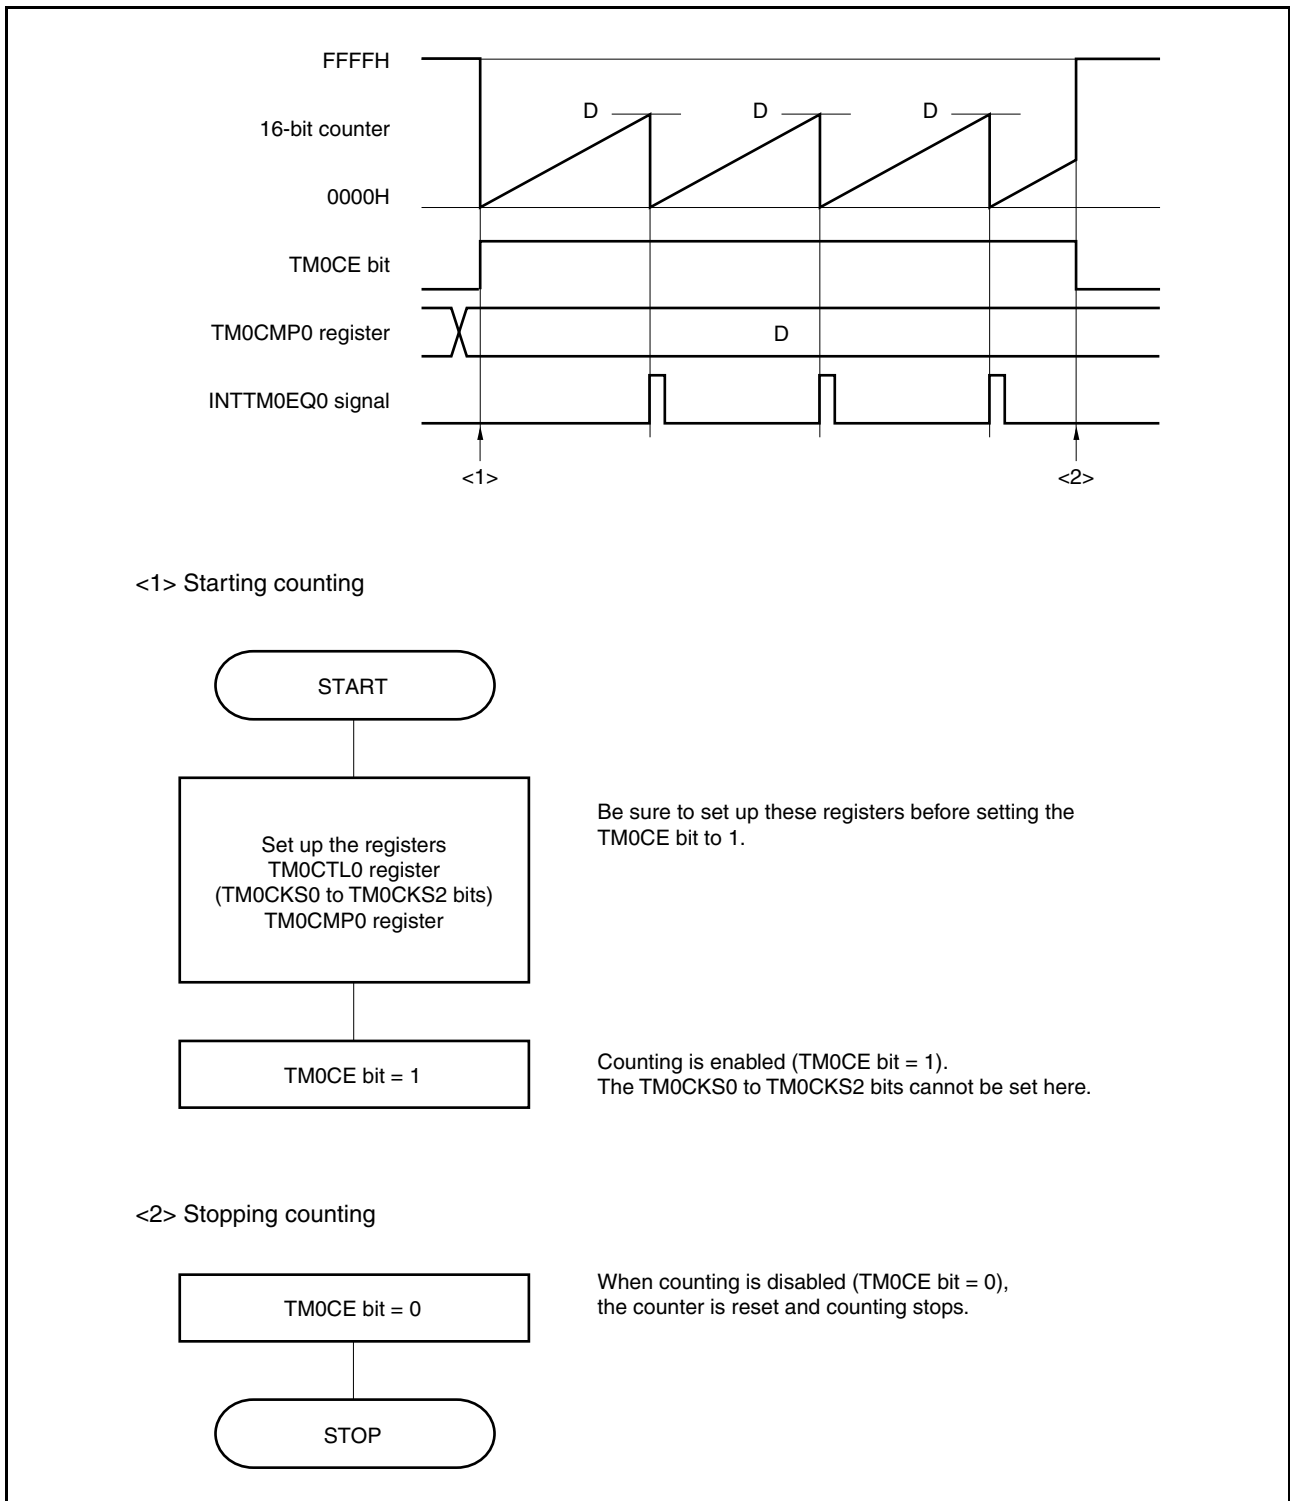 FFFFH
D D D
16-bit counter
0000H
TM0CE bit
TM0CMP0 register
D
INTTM0EQ0 signal
<1> <2>
<1> Starting counting
START
Set up the registers
TM0CTL0 register
(TM0CKS0 to TM0CKS2 bits)
TM0CMP0 register
Be sure to set up these registers before setting the
TM0CE bit to 1.
TM0CE bit = 1
Counting is enabled (TM0CE bit = 1).
The TM0CKS0 to TM0CKS2 bits cannot be set here.
<2> Stopping counting
TM0CE bit = 0
When counting is disabled (TM0CE bit = 0),
the counter is reset and counting stops.
STOP